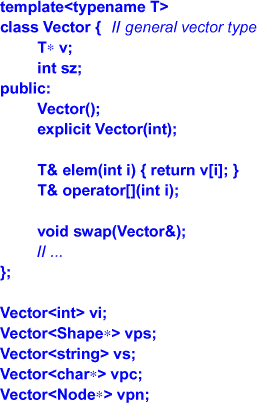 template<typename T>
class Vector {  // general vector type
T∗ v;
int sz;
public:
Vector();
explicit Vector(int);
T& elem(int i) { return v[i]; }
T& operator[](int i);
void swap(Vector&);
// ...
};
Vector<int> vi;
Vector<Shape∗> vps;
Vector<string> vs;
Vector<char∗> vpc;
Vector<Node∗> vpn;